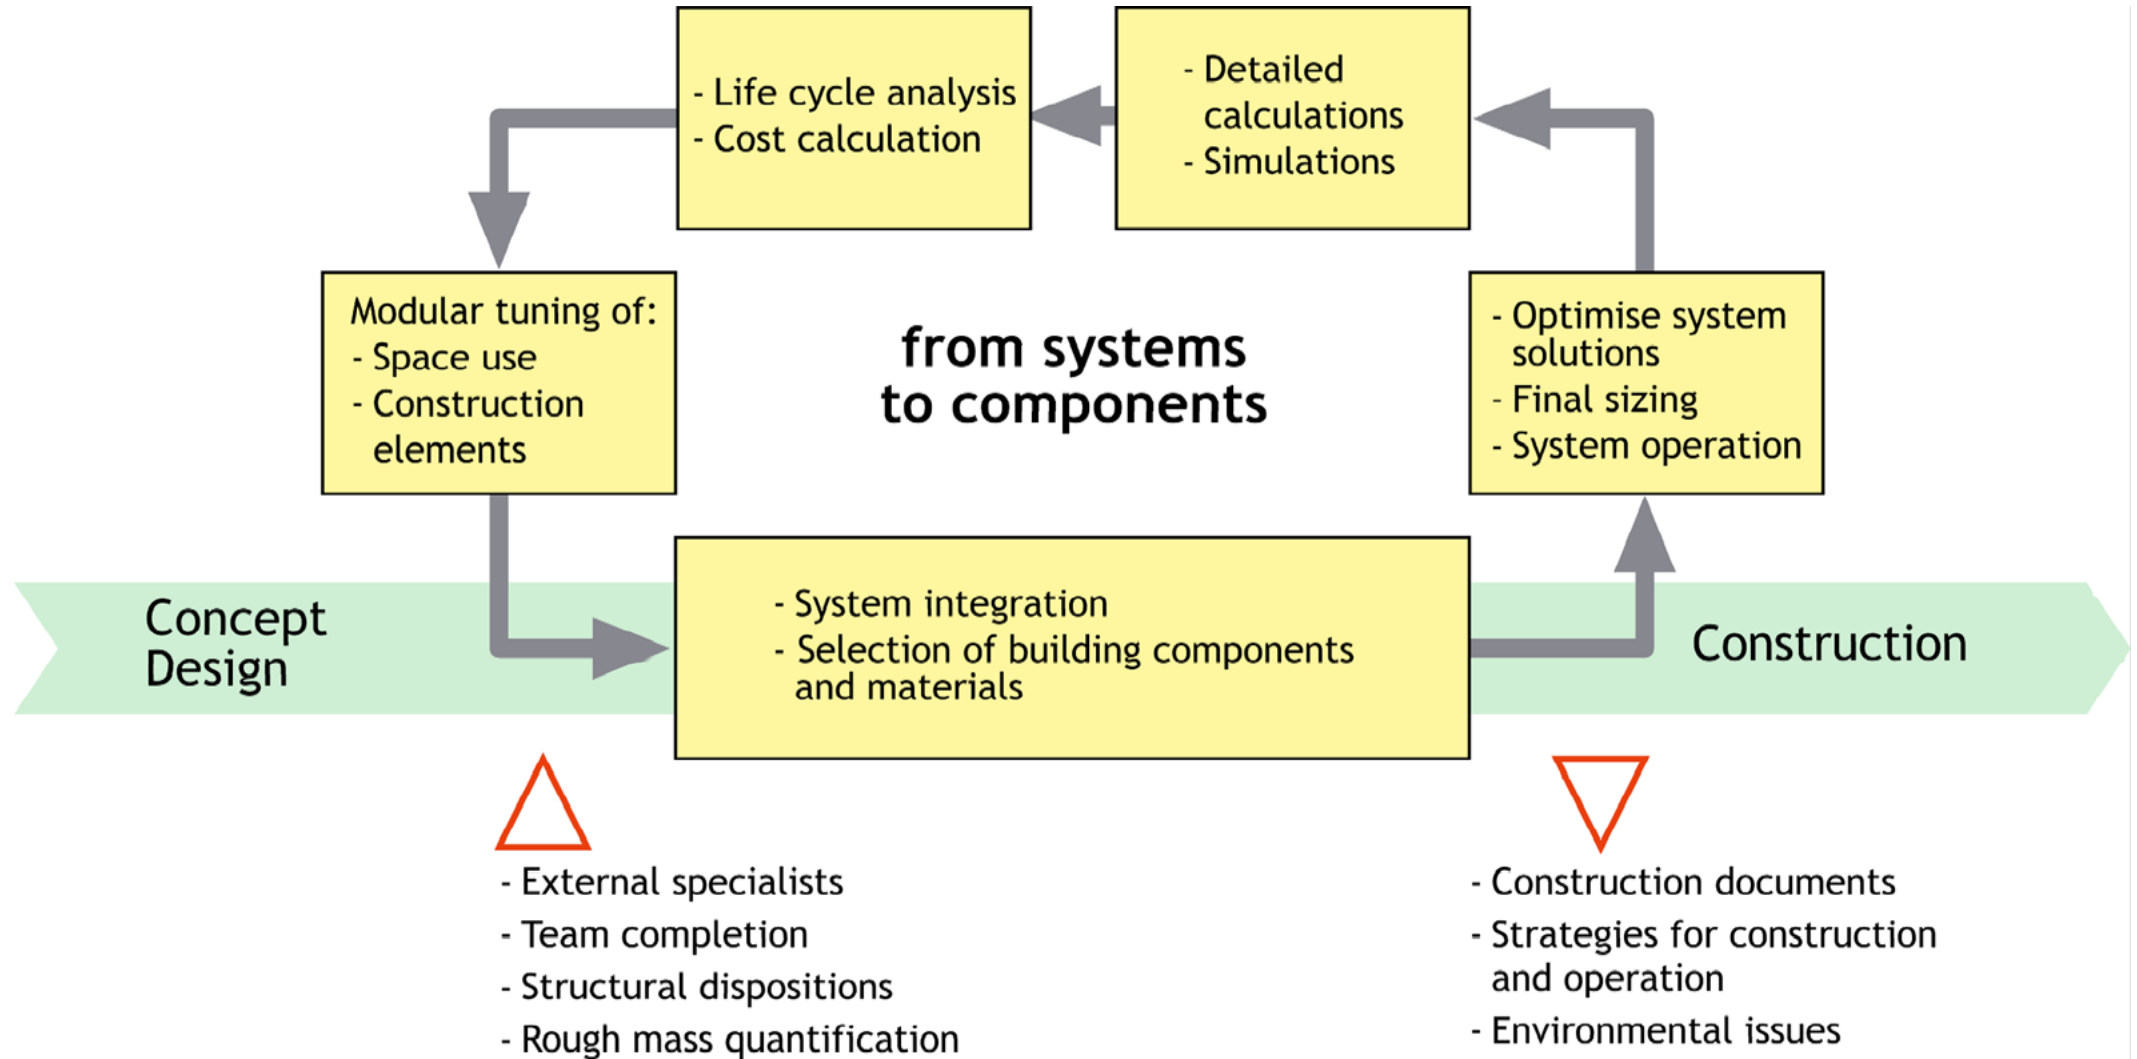 - Life cycle analysis
- Cost calculation
- Detailed
calculations
- Simulations
Modular tuning of:
- Space use
- Construction
elements
from systems
to components
- Optimise system
solutions
- Final sizing
- System operation
Concept
Design
- System integration
- Selection of building components
and materials
Construction
- External specialists
- Team completion
- Structural dispositions
- Rough mass quantification
- Construction documents
- Strategies for construction
and operation
- Environmental issues